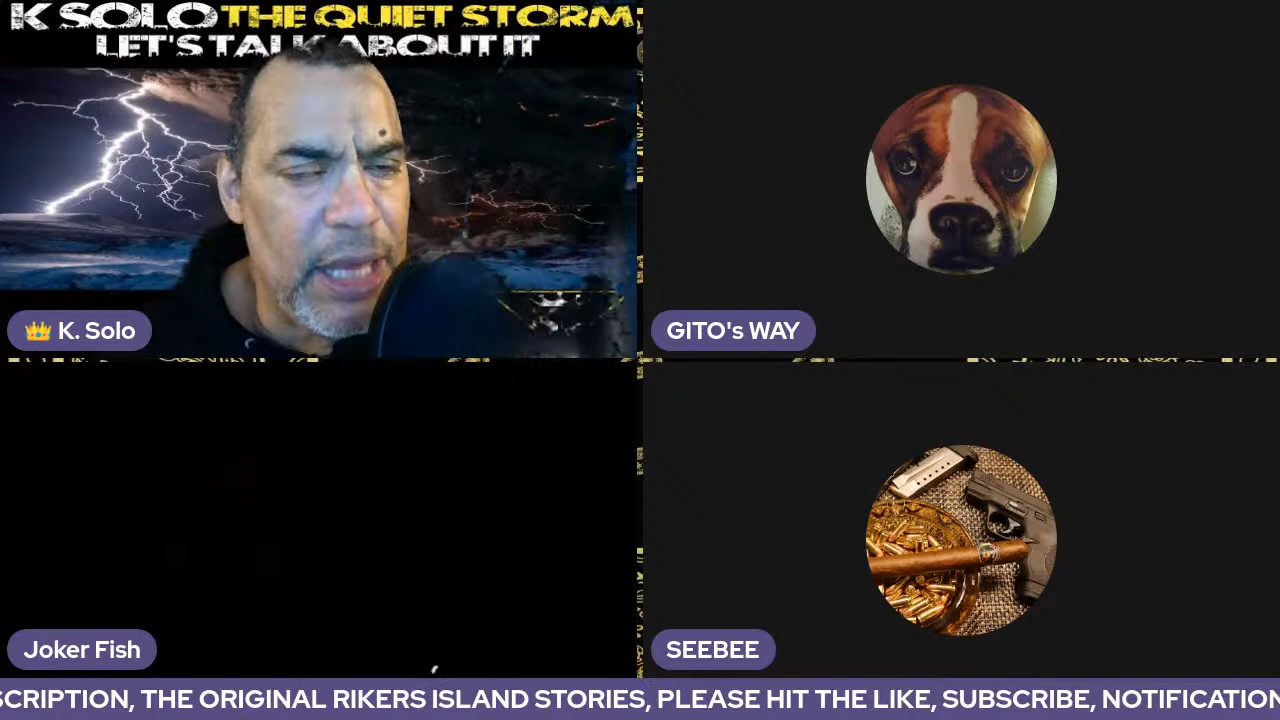 K SOLO THE QUIET STORM
LET'S TALK ABOUT IT
K. Solo
GITO's WAY
Joker Fish
SEEBEE
SCRIPTION, THE ORIGINAL RIKERS ISLAND STORIES, PLEASE HIT THE LIKE, SUBSCRIBE, NOTIFICATION